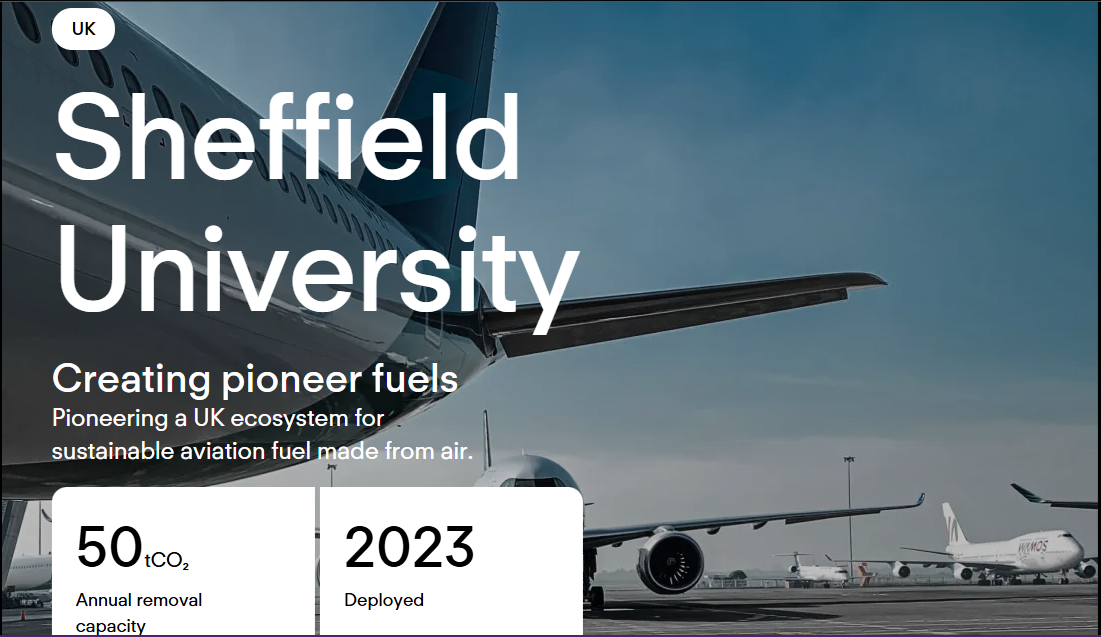 UK
Sheffield
University
Creating pioneer fuels
Pioneering a UK ecosystem for
sustainable aviation fuel made from air.
50 tCO₂
Annual removal
capacity
2023
Deployed
WAMOS